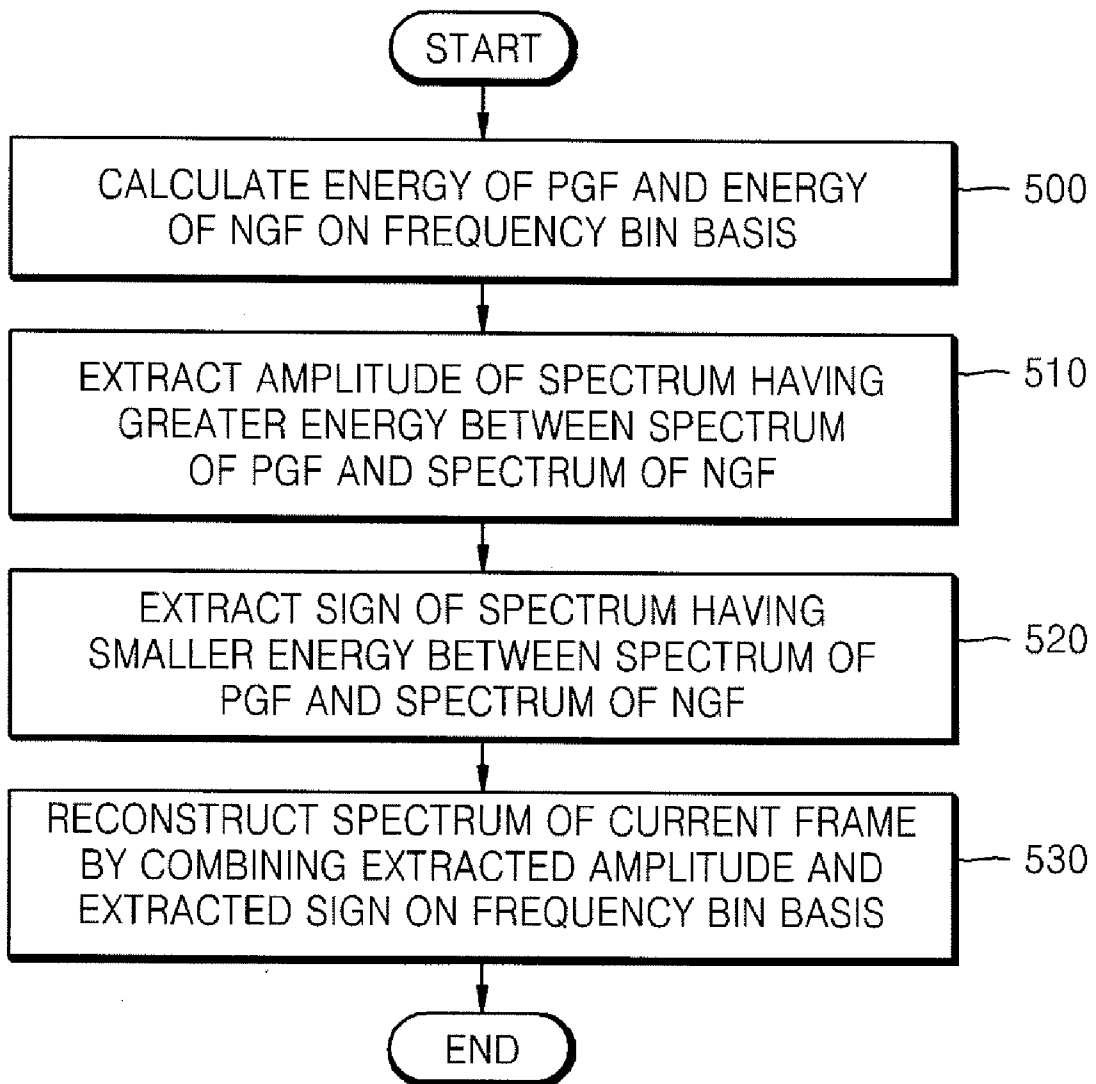 START
CALCULATE ENERGY OF PGF AND ENERGY
OF NGF ON FREQUENCY BIN BASIS
500
EXTRACT AMPLITUDE OF SPECTRUM HAVING
GREATER ENERGY BETWEEN SPECTRUM
OF PGF AND SPECTRUM OF NGF
510
EXTRACT SIGN OF SPECTRUM HAVING
SMALLER ENERGY BETWEEN SPECTRUM OF
PGF AND SPECTRUM OF NGF
520
RECONSTRUCT SPECTRUM OF CURRENT FRAME
BY COMBINING EXTRACTED AMPLITUDE AND
EXTRACTED SIGN ON FREQUENCY BIN BASIS
530
END